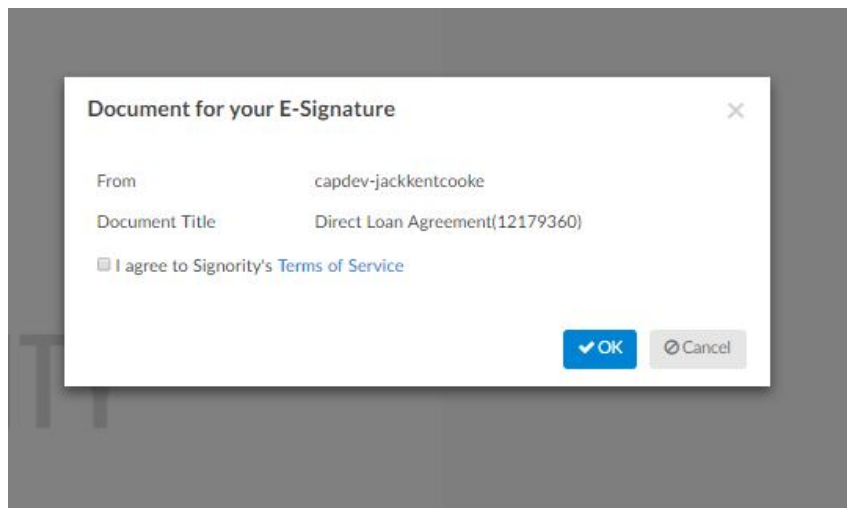 Document for your E-Signature
From capdev-jackkentcooke
Document Title Direct Loan Agreement(12179360)
I agree to Signority's Terms of Service
OK Cancel